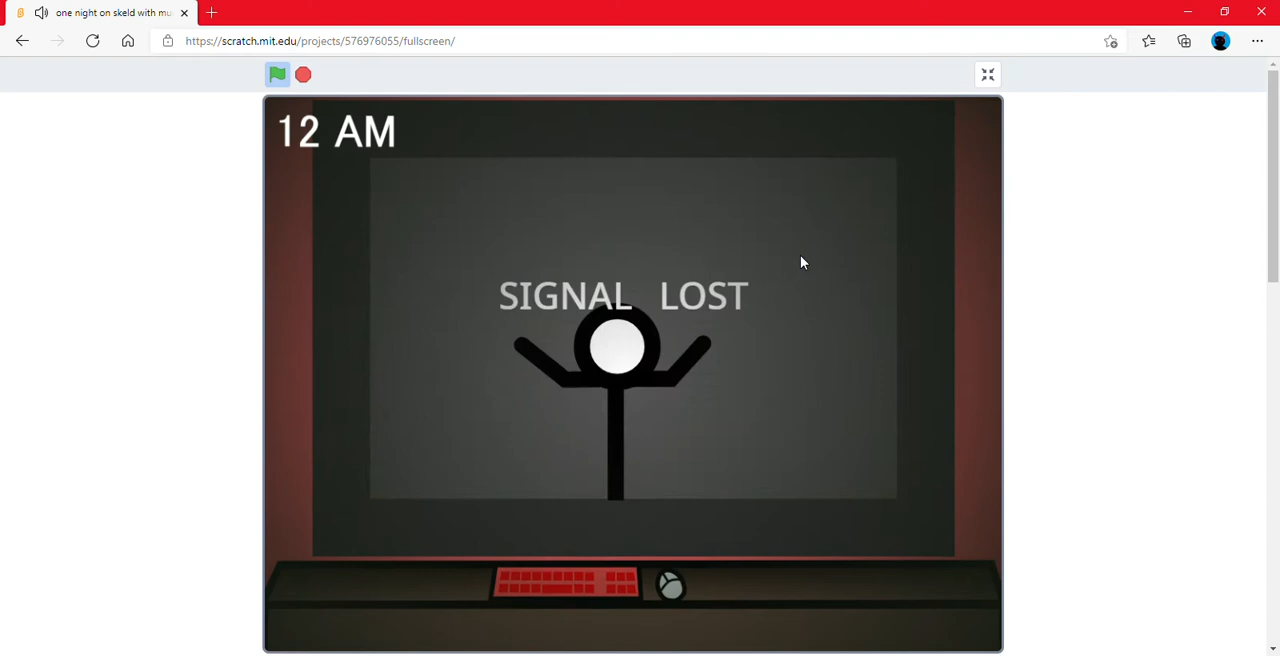 one night on skeld with mu
https://scratch.mit.edu/projects/576976055/fullscreen/
12 AM
SIGNAL LOST